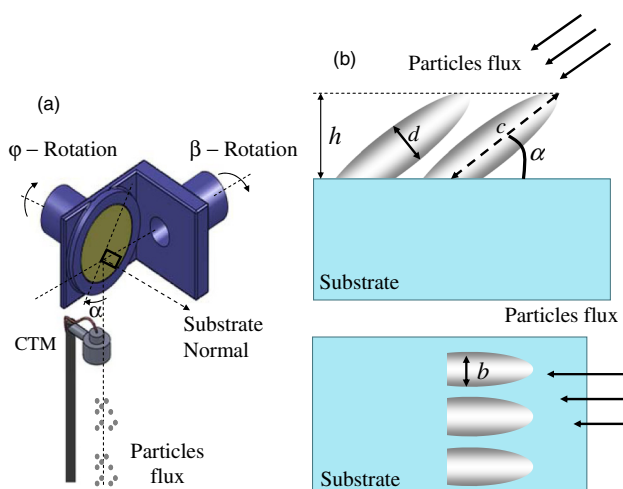 (a)
φ – Rotation
β – Rotation
α
CTM
Substrate
Normal
Particles
flux
(b)
Particles flux
h
d
c
α
Substrate
Particles flux
b
Substrate